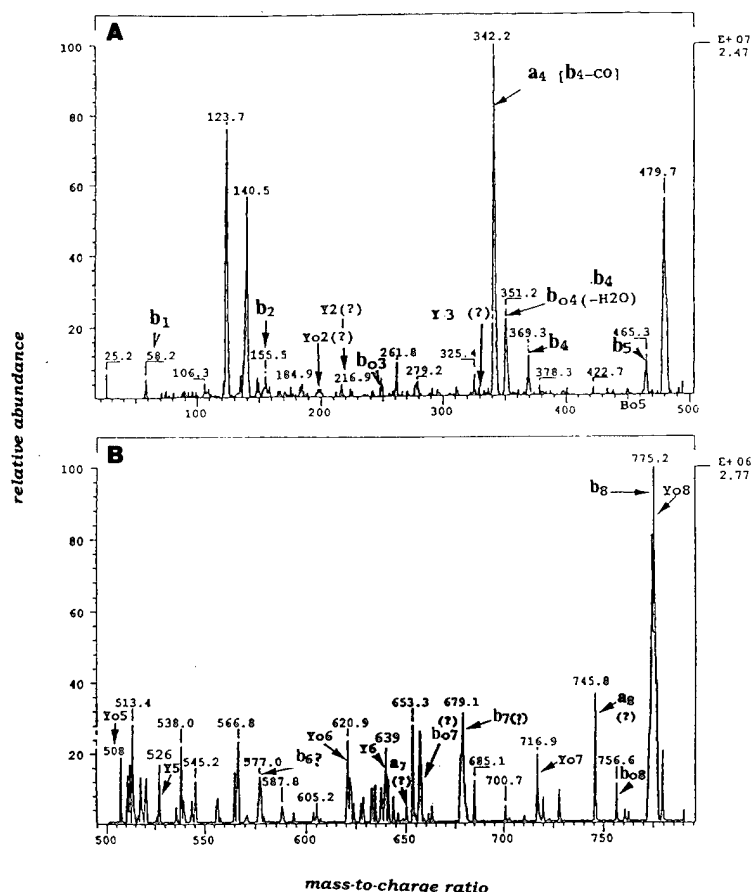 A
342.2
E+ 07
2.47
100
80
60
40
20
a4 {b4-CO]
123.7
140.5
479.7
b1
b2
Y2(?)
Yo2(?)
bo3
Y 3 (?)
b4
351.2
bo4(-H2O)
369.3
b4
465.3
b5
25.2
58.2
106.3
155.5
184.9
216.9
261.8
279.2
325.4
378.3
422.7
Bo5
100
200
300
400
500
relative abundance
B
775.2
E+ 06
2.77
100
80
60
40
20
b8
Yo8
513.4
538.0
566.8
Yo5
508
526
Y5
545.2
577.0
b6?
587.8
605.2
620.9
Yo6
639
Y6
a7
(?)
653.3
(?)
bo7
679.1
b7(?)
685.1
700.7
716.9
Yo7
745.8
a8
(?)
756.6
bo8
500
550
600
650
700
750
mass-to-charge ratio